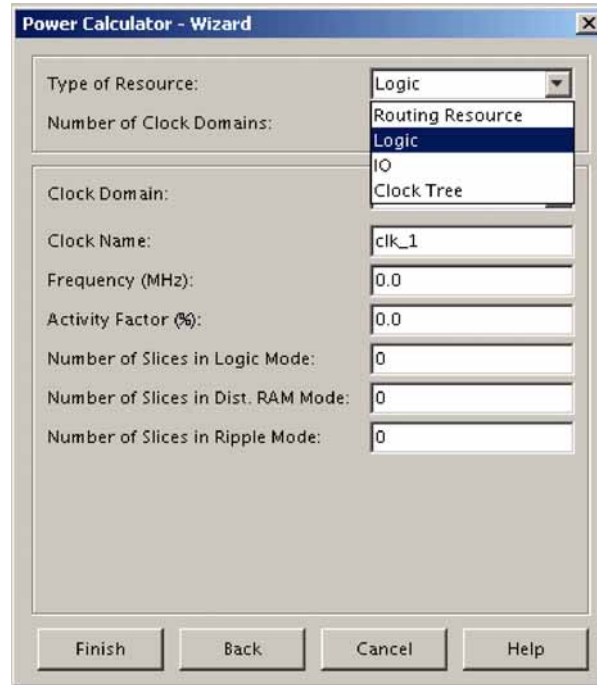 Power Calculator - Wizard
Type of Resource:
Logic
Number of Clock Domains:
Routing Resource
Logic
IO
Clock Tree
Clock Domain:
Clock Name:
clk_1
Frequency (MHz):
0.0
Activity Factor (%):
0.0
Number of Slices in Logic Mode:
0
Number of Slices in Dist. RAM Mode:
0
Number of Slices in Ripple Mode:
0
Finish
Back
Cancel
Help